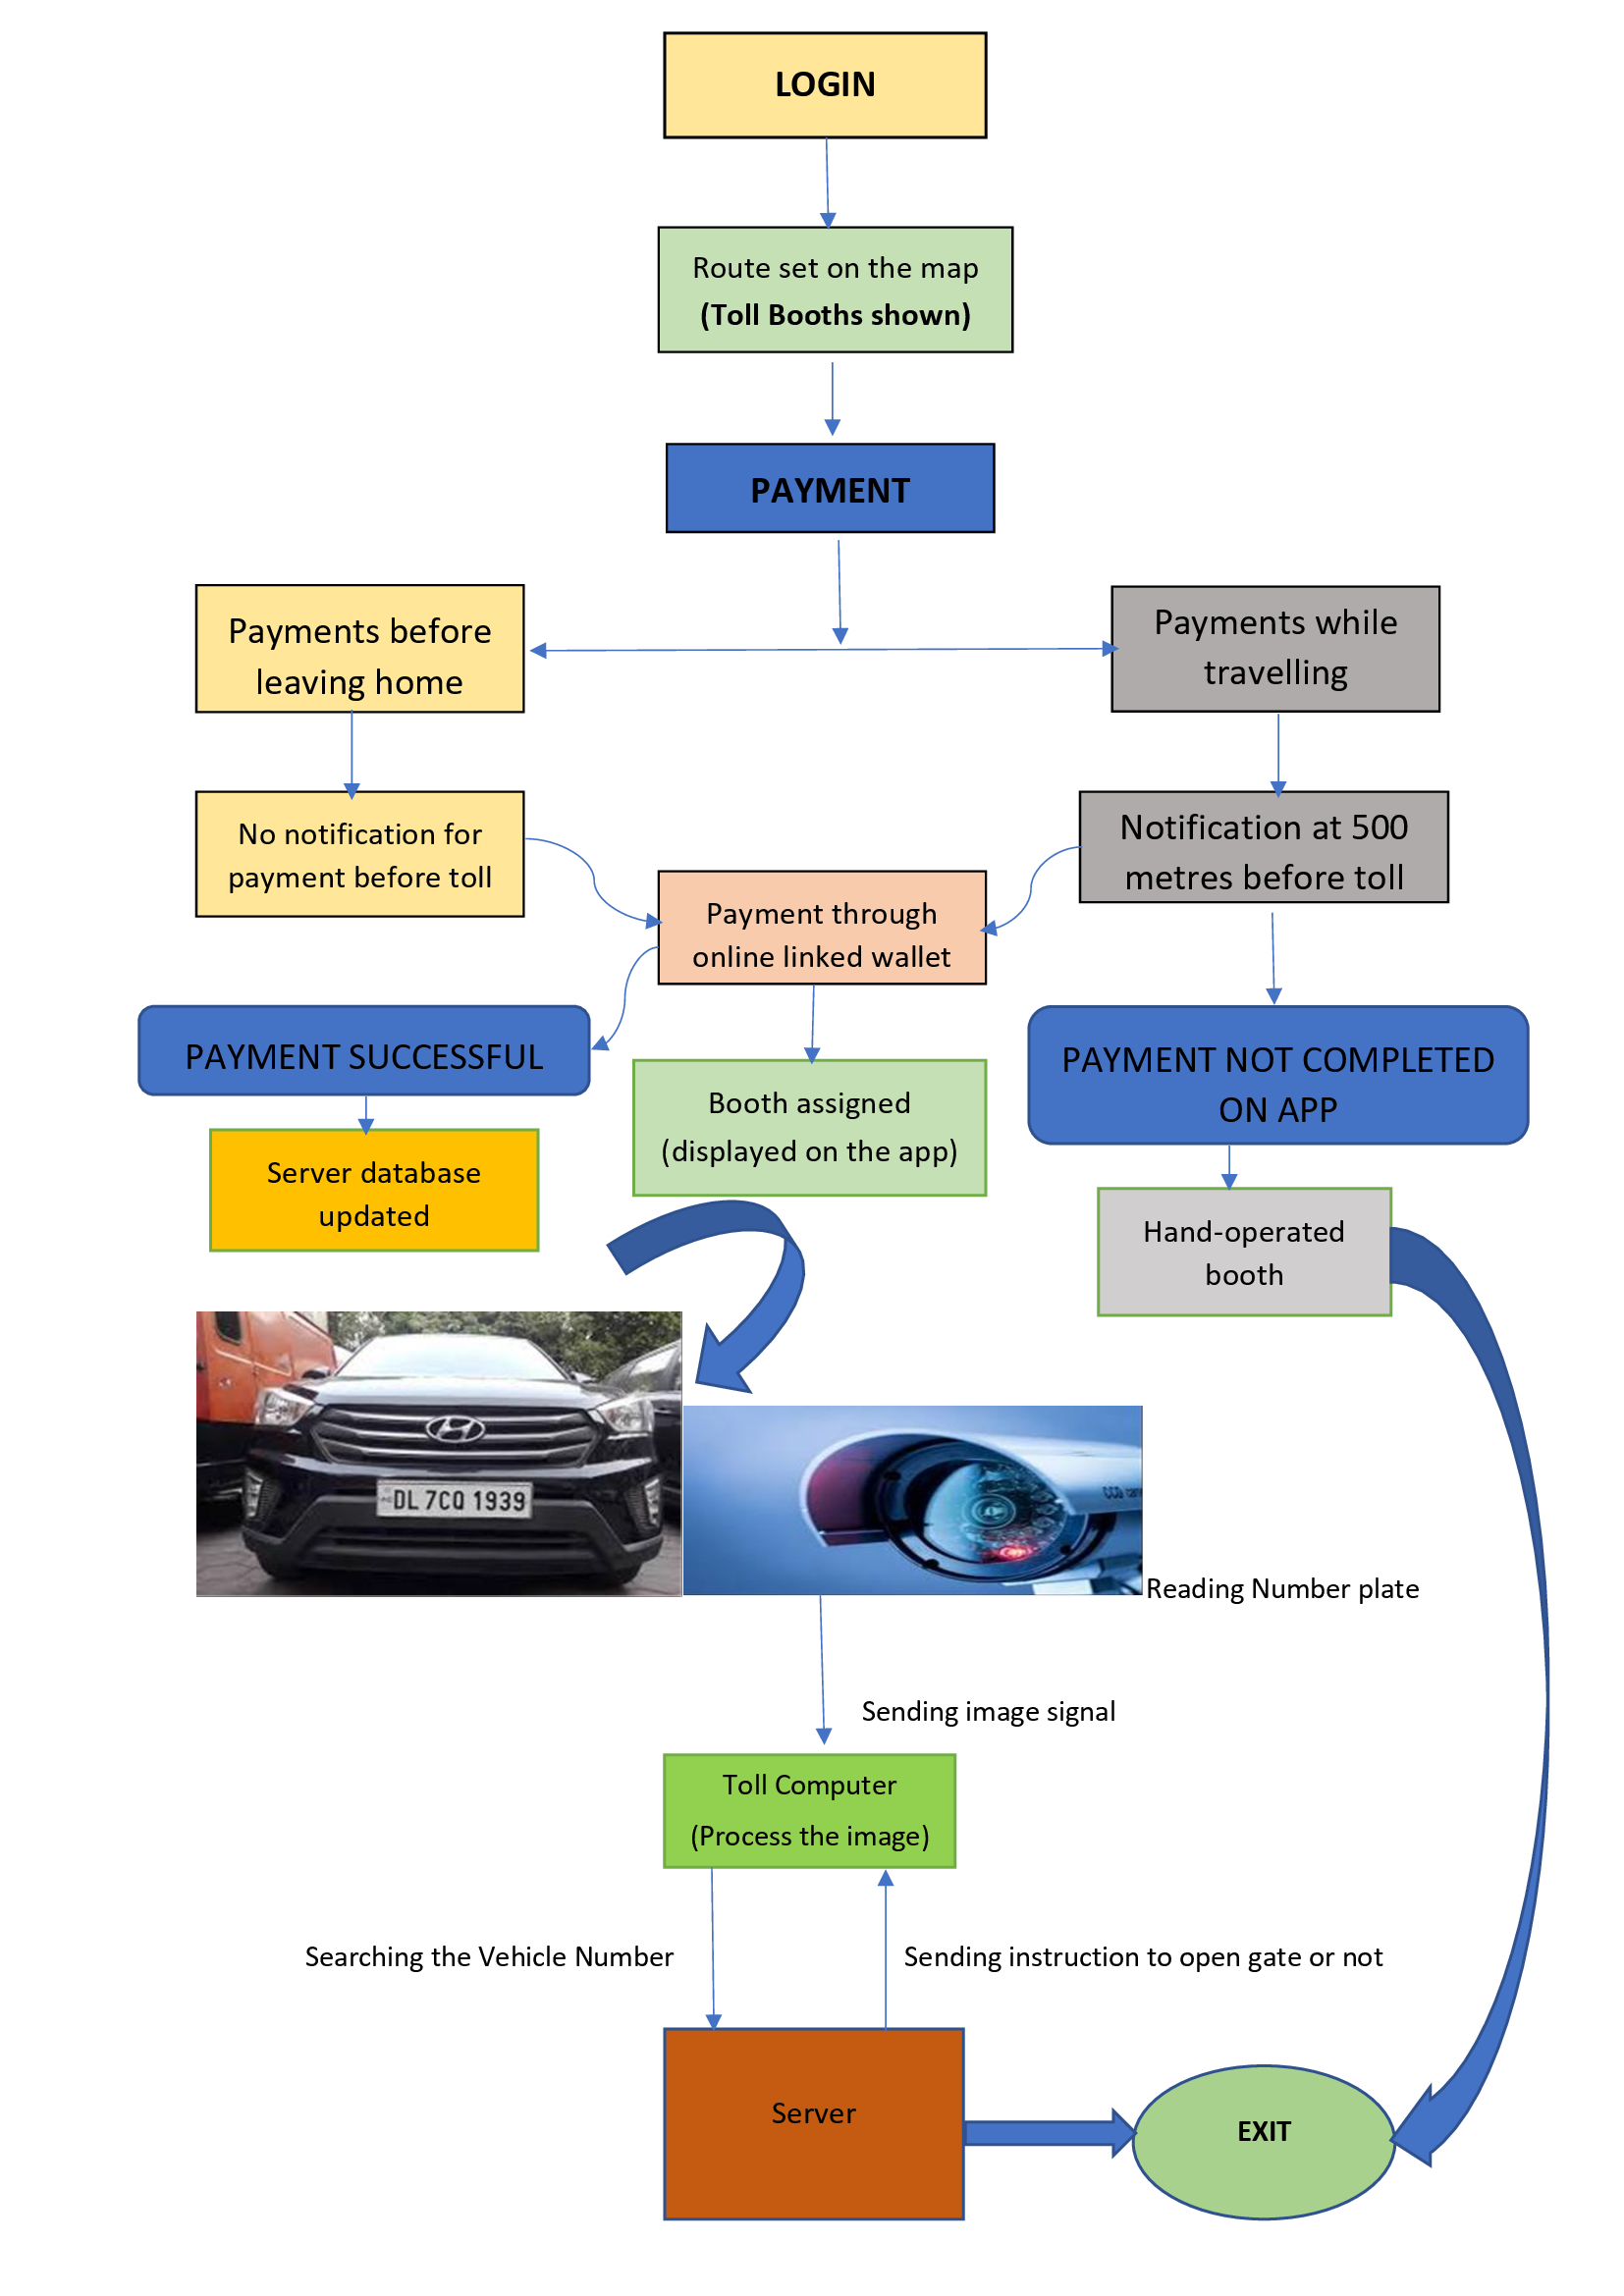 LOGIN
Route set on the map
(Toll Booths shown)
PAYMENT
Payments before
leaving home
Payments while
travelling
No notification for
payment before toll
Notification at 500
metres before toll
Payment through
online linked wallet
PAYMENT SUCCESSFUL
PAYMENT NOT COMPLETED
ON APP
Booth assigned
(displayed on the app)
Server database
updated
Hand-operated
booth
DL 7CQ 1939
Reading Number plate
Sending image signal
Toll Computer
(Process the image)
Searching the Vehicle Number
Sending instruction to open gate or not
Server
EXIT